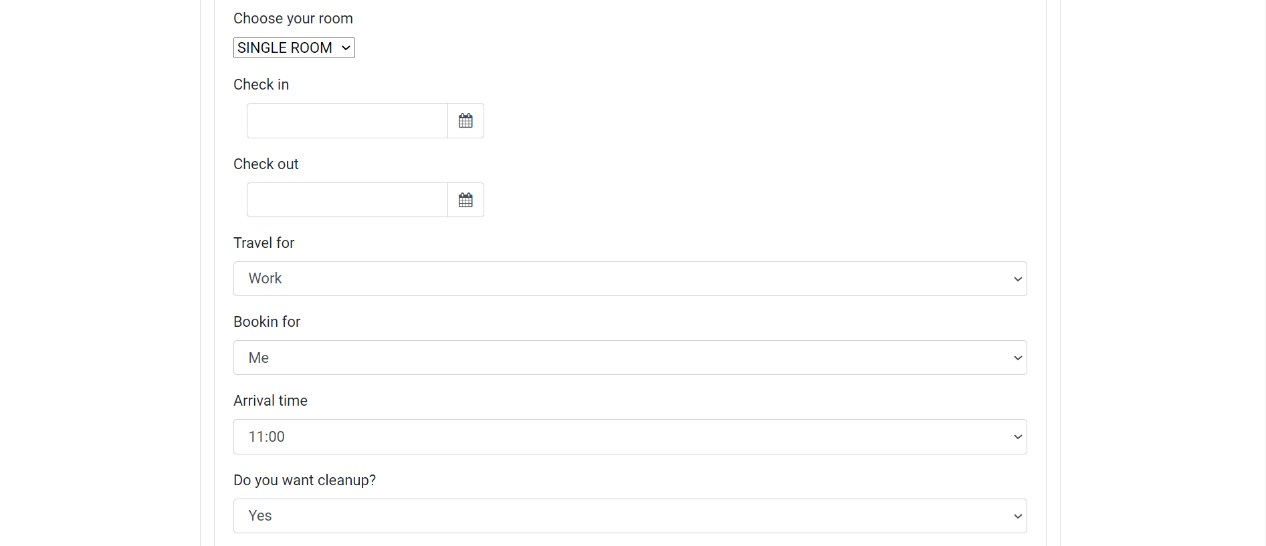 Choose your room
SINGLE ROOM
Check in
Check out
Travel for
Work
Bookin for
Me
Arrival time
11:00
Do you want cleanup?
Yes